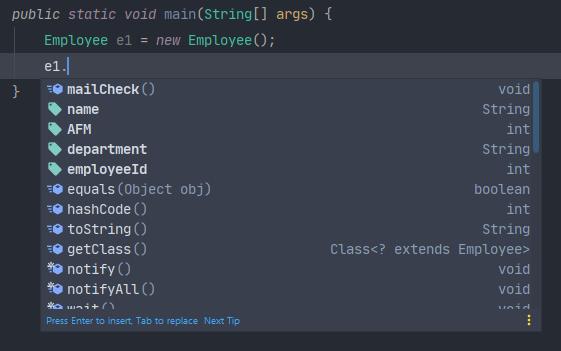 public static void main(String[] args) {
Employee e1 = new Employee();
e1.
}
mailCheck() void
name String
AFM int
department String
employeeId int
equals(Object obj) boolean
hashCode() int
toString() String
getClass() Class<? extends Employee>
notify() void
notifyAll() void
wait() void
Press Enter to insert, Tab to replace Next Tip